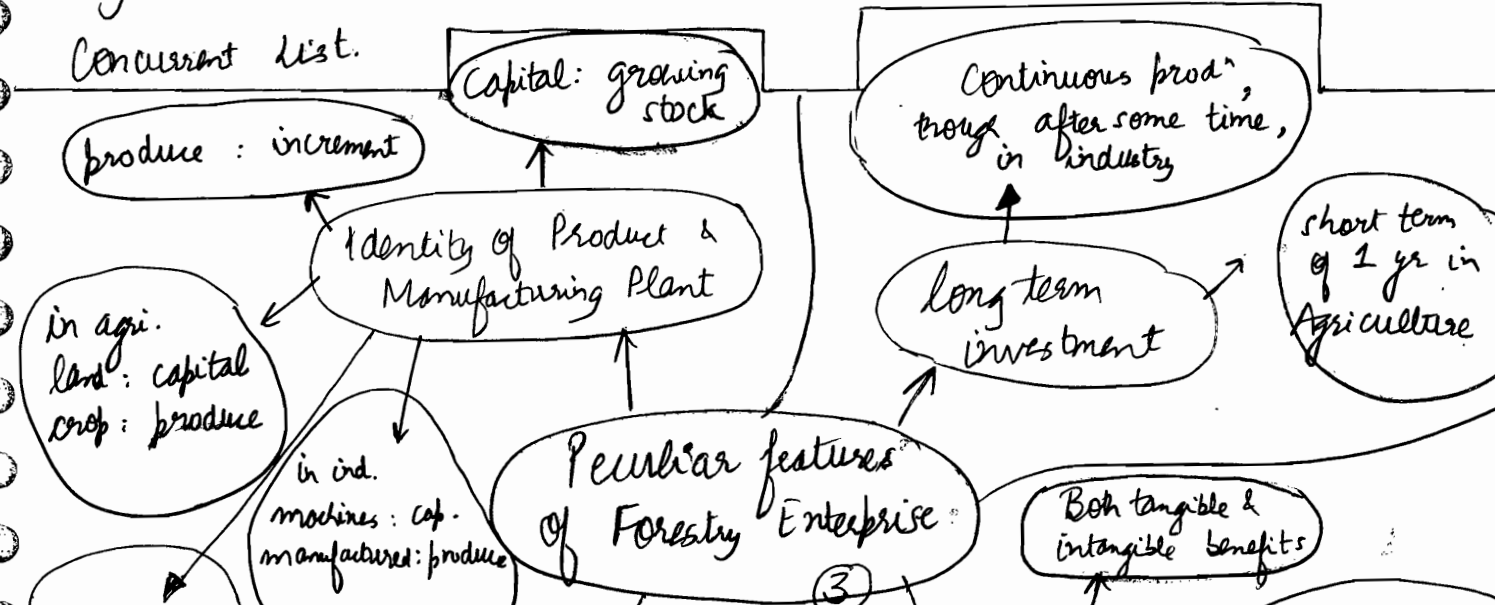 Concurrent List.
Capital: growing
stock
Continuous prodⁿ,
troug after some time,
in industry
produce : increment
Identity of Product &
Manufacturing Plant
short term
of 1 yr in
Agriculture
long term
investment
in agri.
land : capital
crop : produce
in ind.
machines : cap.
manufactured : produce
Peculiar features
of Forestry Enterprise
3
Both tangible &
intangible benefits